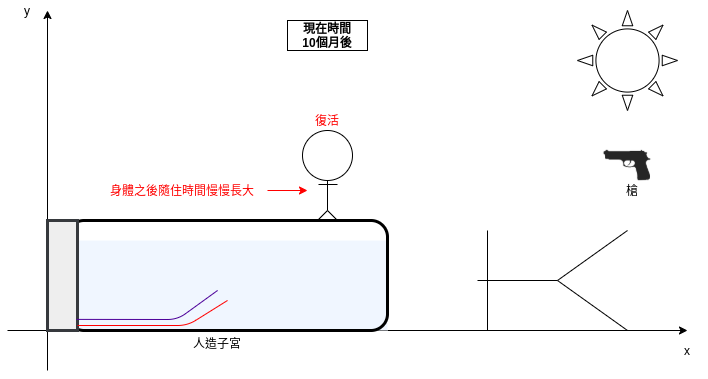 y
現在時間
10個月後
復活
身體之後隨住時間慢慢長大
槍
人造子宮
x